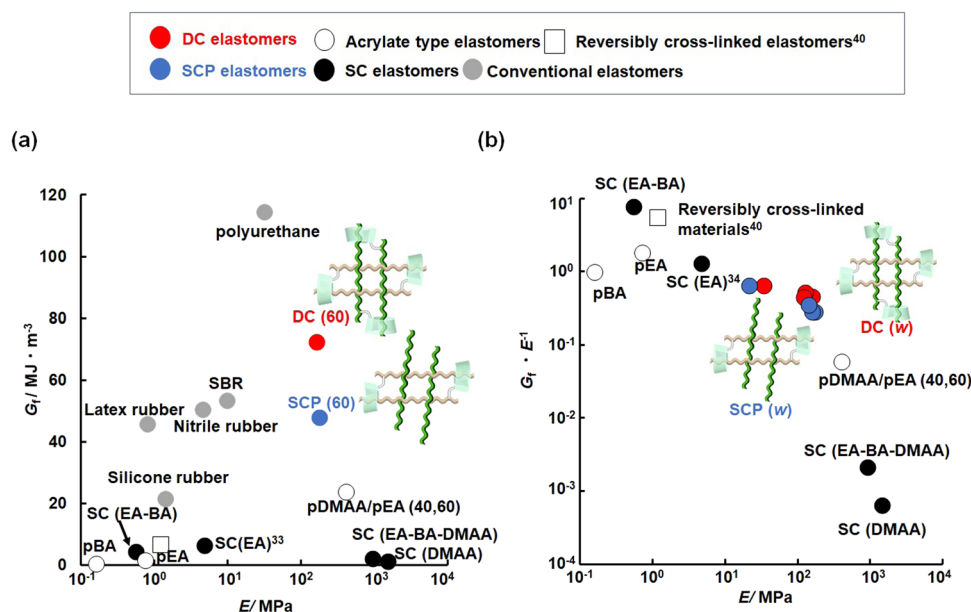 DC elastomers
Acrylate type elastomers
Reversibly cross-linked elastomers⁴⁰
SCP elastomers
SC elastomers
Conventional elastomers
(a)
Gf / MJ · m⁻³
120
100
80
60
40
20
0
polyurethane
DC (60)
SBR
Latex rubber
Nitrile rubber
SCP (60)
Silicone rubber
pDMAA/pEA (40,60)
SC (EA-BA)
SC(EA)³³
SC (EA-BA-DMAA)
SC (DMAA)
pBA
pEA
10⁻¹ 10⁰ 10¹ 10² 10³ 10⁴
E/ MPa
(b)
Gf · E⁻¹
10¹
10⁰
10⁻¹
10⁻²
10⁻³
10⁻⁴
SC (EA-BA)
Reversibly cross-linked
materials⁴⁰
pEA
SC (EA)³⁴
pBA
DC (w)
pDMAA/pEA (40,60)
SCP (w)
SC (EA-BA-DMAA)
SC (DMAA)
10⁻¹ 10⁰ 10¹ 10² 10³ 10⁴
E/ MPa